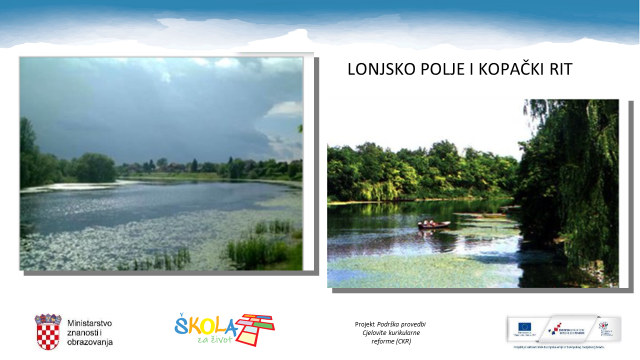 LONJSKO POLJE I KOPAČKI RIT
Ministarstvo
znanosti i
obrazovanja
ŠKOLA
za život
Projekt Podrška provedbi
Cjelovite kurikularne
reforme (CKR)